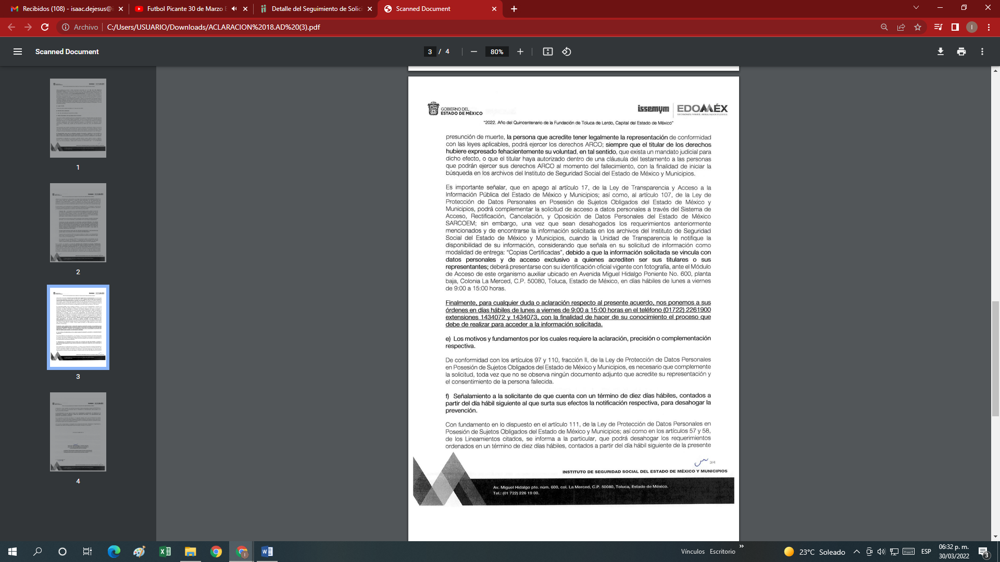 Recibidos (108) - isaac.dejesus@i
Futbol Picante 30 de Marzo E
Detalle del Seguimiento de Solici
Scanned Document
Archivo
C:/Users/USUARIO/Downloads/ACLARACION%2018.AD%20(3).pdf
I
Scanned Document
3 / 4
80%
1
2
3
4
GOBIERNO DEL
ESTADO DE MÉXICO
issemym
EDOMÉX
DECISIONES FIRMES, RESULTADOS FUERTES.
"2022. Año del Quincentenario de la Fundación de Toluca de Lerdo, Capital del Estado de México"
presunción de muerte, la persona que acredite tener legalmente la representación de conformidad
con las leyes aplicables, podrá ejercer los derechos ARCO; siempre que el titular de los derechos
hubiere expresado fehacientemente su voluntad, en tal sentido, que exista un mandato judicial para
dicho efecto, o que el titular haya autorizado dentro de una cláusula del testamento a las personas
que podrán ejercer sus derechos ARCO al momento del fallecimiento, con la finalidad de iniciar la
búsqueda en los archivos del Instituto de Seguridad Social del Estado de México y Municipios.
Es importante señalar, que en apego al artículo 17, de la Ley de Transparencia y Acceso a la
Información Pública del Estado de México y Municipios; así como, al artículo 107, de la Ley de
Protección de Datos Personales en Posesión de Sujetos Obligados del Estado de México y
Municipios, podrá complementar la solicitud de acceso a datos personales a través del Sistema de
Acceso, Rectificación, Cancelación, y Oposición de Datos Personales del Estado de México
SARCOEM; sin embargo, una vez que sean desahogados los requerimientos anteriormente
mencionados y de encontrarse la información solicitada en los archivos del Instituto de Seguridad
Social del Estado de México y Municipios, cuando la Unidad de Transparencia le notifique la
disponibilidad de su información, considerando que señala en su solicitud de información como
modalidad de entrega: "Copias Certificadas", debido a que la información solicitada se vincula con
datos personales y de acceso exclusivo a quienes acrediten ser sus titulares o sus
representantes; deberá presentarse con su identificación oficial vigente con fotografía, ante el Módulo
de Acceso de este organismo auxiliar ubicado en Avenida Miguel Hidalgo Poniente No. 600, planta
baja, Colonia La Merced, C.P. 50080, Toluca, Estado de México, en días hábiles de lunes a viernes
de 9:00 a 15:00 horas.
Finalmente, para cualquier duda o aclaración respecto al presente acuerdo, nos ponemos a sus
órdenes en días hábiles de lunes a viernes de 9:00 a 15:00 horas en el teléfono (01722) 2261900
extensiones 1434072 y 1434073, con la finalidad de hacer de su conocimiento el proceso que
debe de realizar para acceder a la información solicitada.
e) Los motivos y fundamentos por los cuales requiere la aclaración, precisión o complementación
respectiva.
De conformidad con los artículos 97 y 110, fracción II, de la Ley de Protección de Datos Personales
en Posesión de Sujetos Obligados del Estado de México y Municipios, es necesario que complemente
la solicitud, toda vez que no se observa ningún documento adjunto que acredite su representación y
el consentimiento de la persona fallecida.
f) Señalamiento a la solicitante de que cuenta con un término de diez días hábiles, contados a
partir del día hábil siguiente al que surta sus efectos la notificación respectiva, para desahogar la
prevención.
Con fundamento en lo dispuesto en el artículo 111, de la Ley de Protección de Datos Personales en
Posesión de Sujetos Obligados del Estado de México y Municipios; así como en los artículos 57 y 58,
de los Lineamientos citados, se informa a la particular, que podrá desahogar los requerimientos
ordenados en un término de diez días hábiles, contados a partir del día hábil siguiente de la presente
3/4
INSTITUTO DE SEGURIDAD SOCIAL DEL ESTADO DE MÉXICO Y MUNICIPIOS
Av. Miguel Hidalgo pte. núm. 600, col. La Merced, C.P. 50080, Toluca, Estado de México.
Tel.: (01 722) 226 19 00.
Vínculos
Escritorio
23°C Soleado
ESP
06:32 p. m.
30/03/2022
3